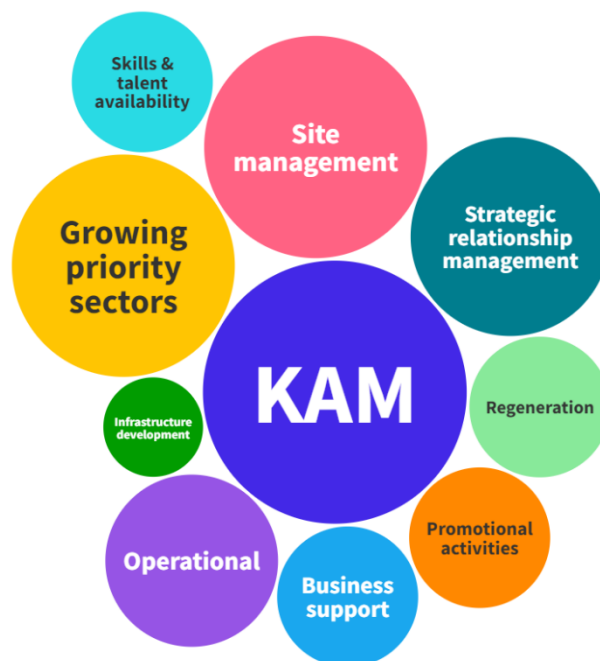 Skills &
talent
availability
Site
management
Strategic
relationship
management
Growing
priority
sectors
KAM
Regeneration
Infrastructure
development
Promotional
activities
Operational
Business
support